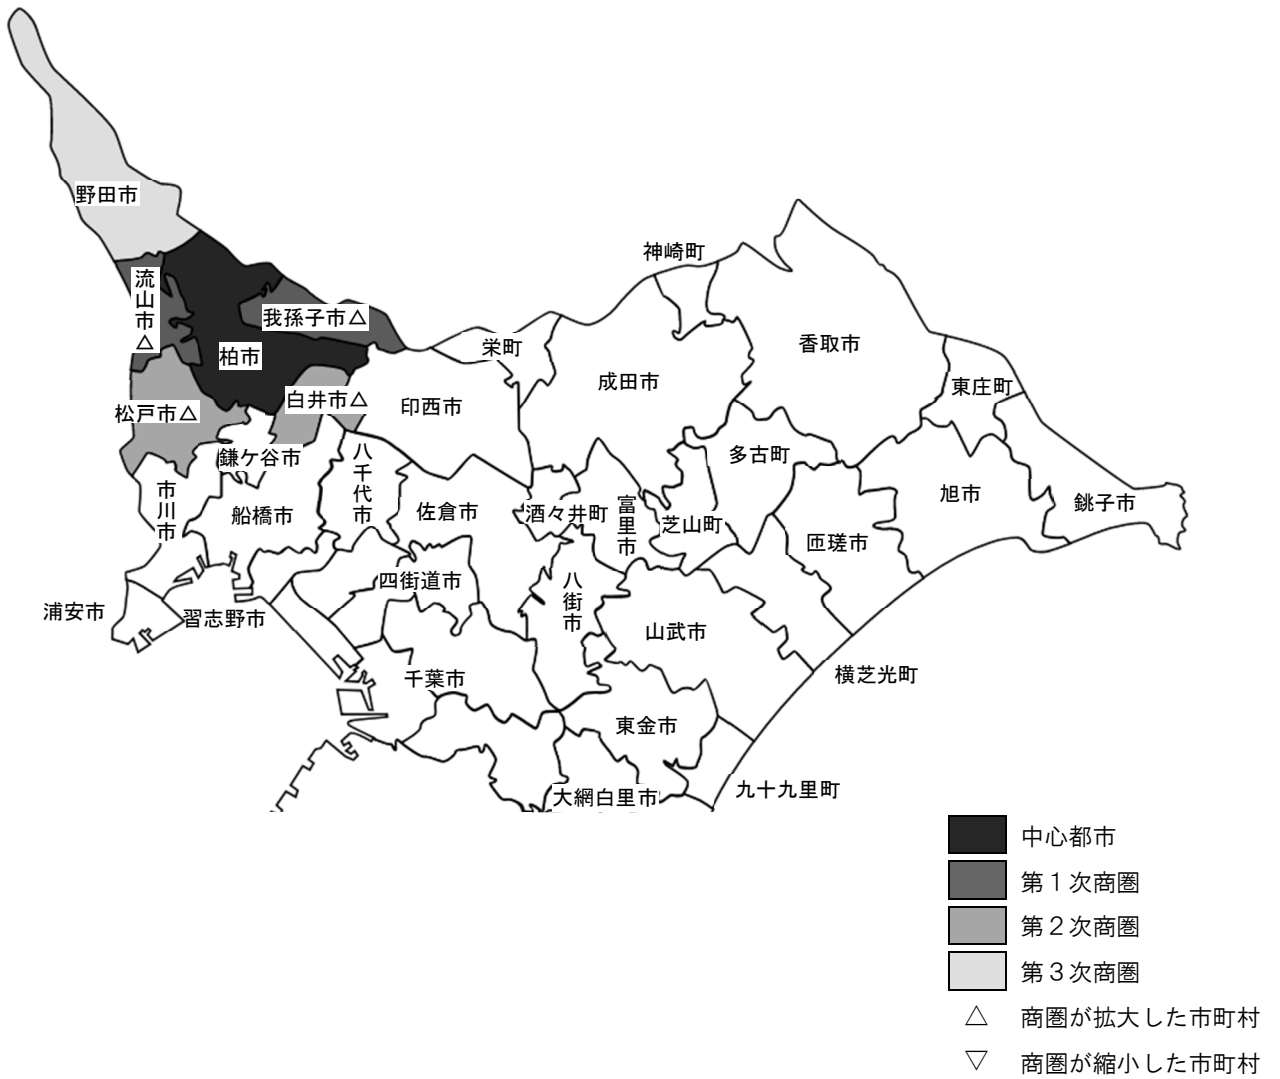 野田市
神崎町
流山市△
我孫子市△
栄町
香取市
柏市
成田市
東庄町
白井市△
印西市
松戸市△
多古町
鎌ケ谷市
八千代市
市川市
旭市
銚子市
船橋市
佐倉市
酒々井町
富里市
芝山町
匝瑳市
四街道市
八街市
浦安市
習志野市
山武市
横芝光町
千葉市
東金市
大網白里市
九十九里町
中心都市
第１次商圏
第２次商圏
第３次商圏
△ 商圏が拡大した市町村
▽ 商圏が縮小した市町村